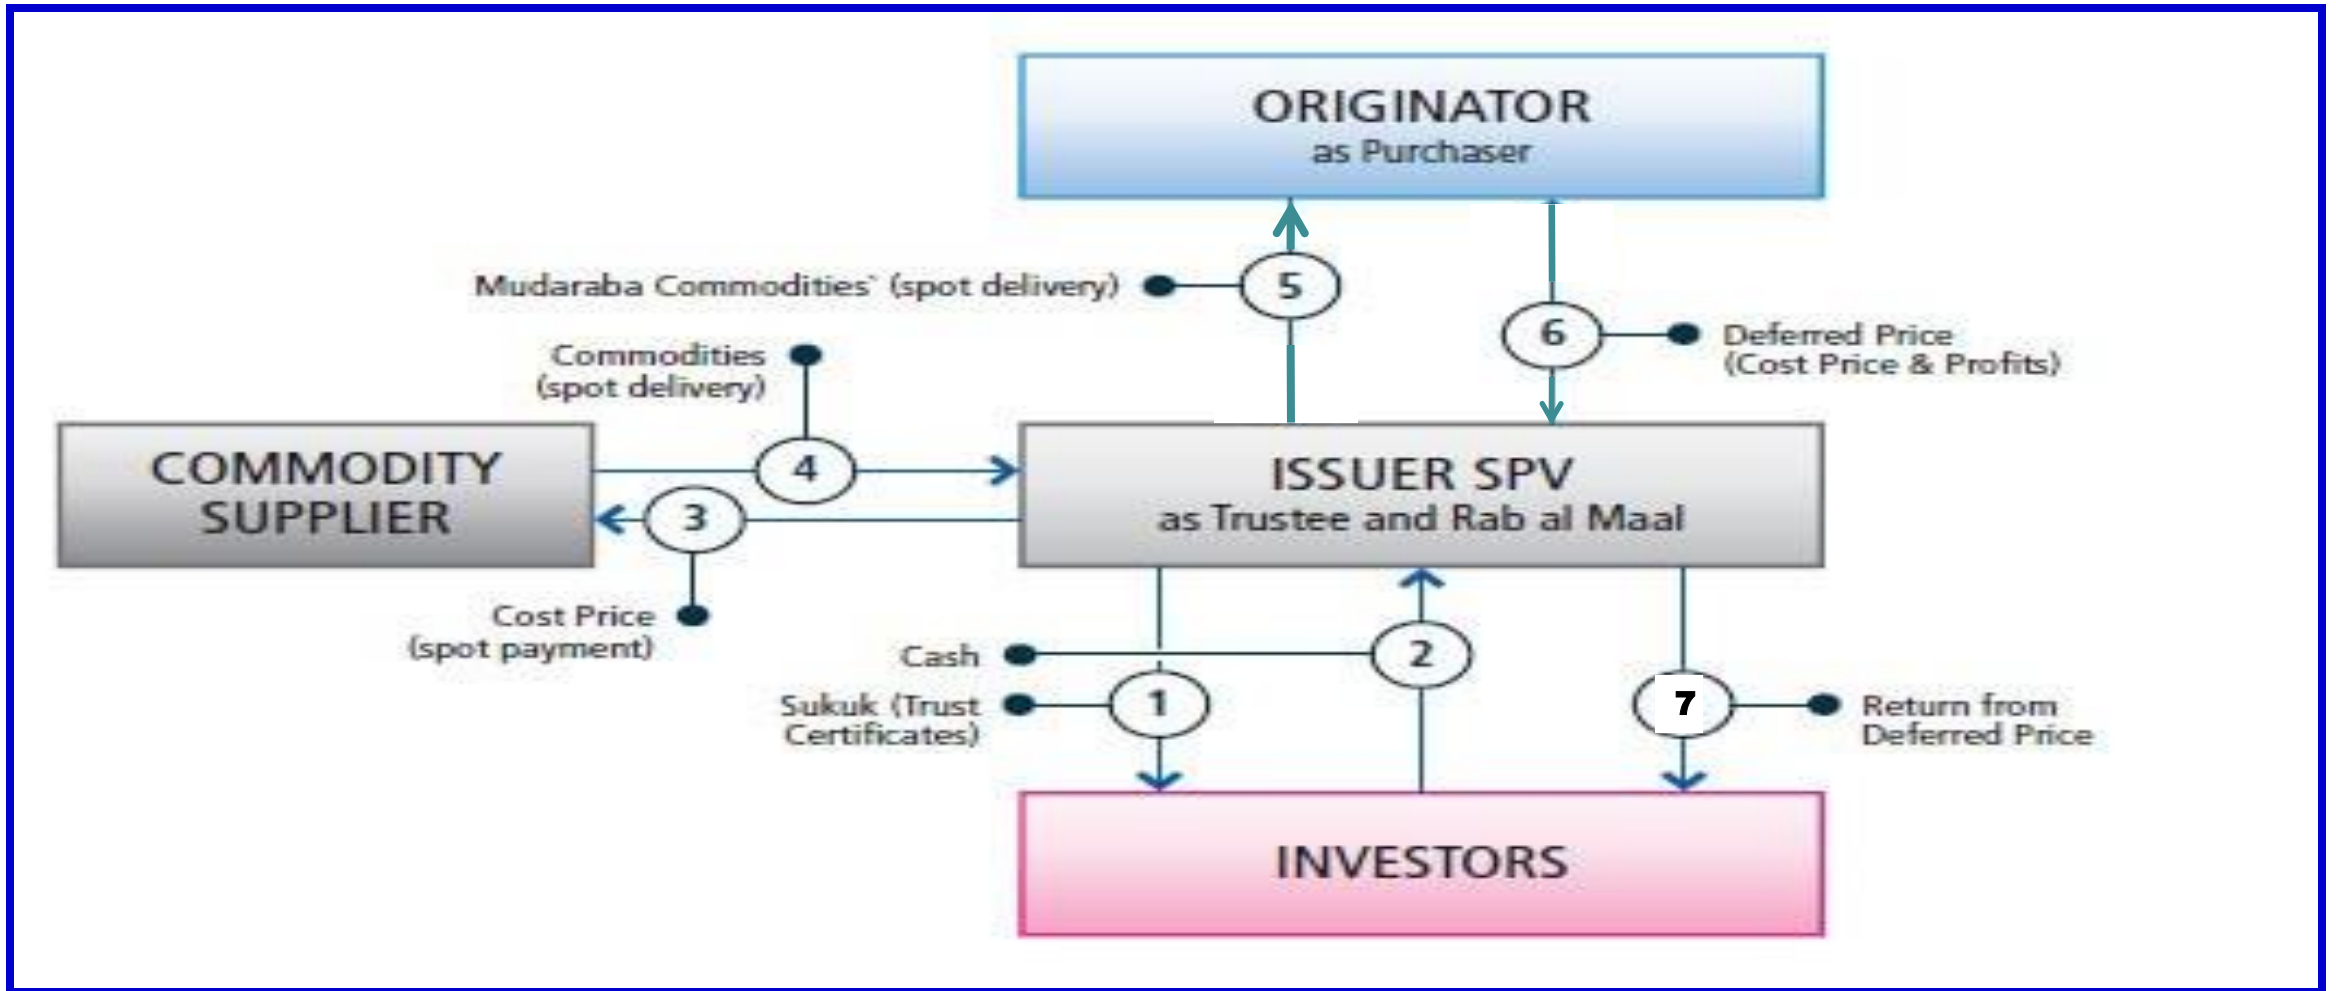 ORIGINATOR
as Purchaser
Mudaraba Commodities` (spot delivery)
5
6
Deferred Price
(Cost Price & Profits)
Commodities
(spot delivery)
COMMODITY
SUPPLIER
4
3
ISSUER SPV
as Trustee and Rab al Maal
Cost Price
(spot payment)
Cash
2
Sukuk (Trust
Certificates)
1
7
Return from
Deferred Price
INVESTORS